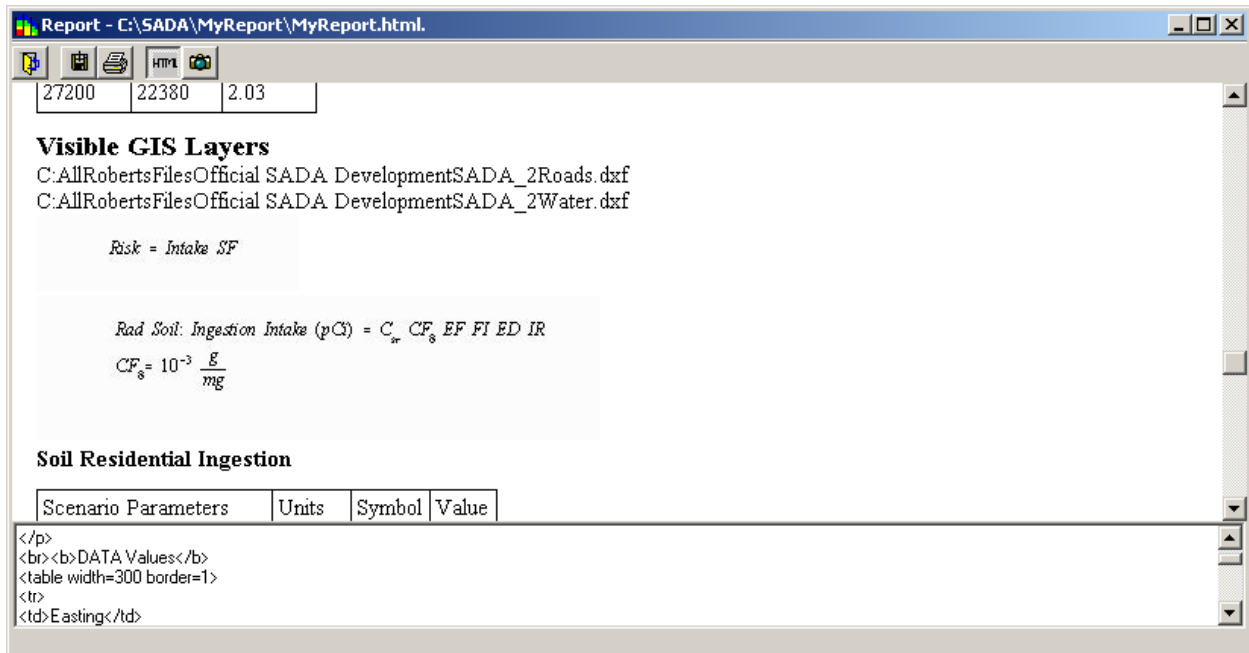 Report - C:\SADA\MyReport\MyReport.html.
HTML
27200 22380 2.03
Visible GIS Layers
C:AllRobertsFilesOfficial SADA DevelopmentSADA_2Roads.dxf
C:AllRobertsFilesOfficial SADA DevelopmentSADA_2Water.dxf
Risk = Intake SF
Rad Soil: Ingestion Intake (pCi) = C_sr CF_8 EF FI ED IR
CF_8 = 10^-3 g/mg
Soil Residential Ingestion
Scenario Parameters Units Symbol Value
</p>
<br><b>DATA Values</b>
<table width=300 border=1>
<tr>
<td>Easting</td>